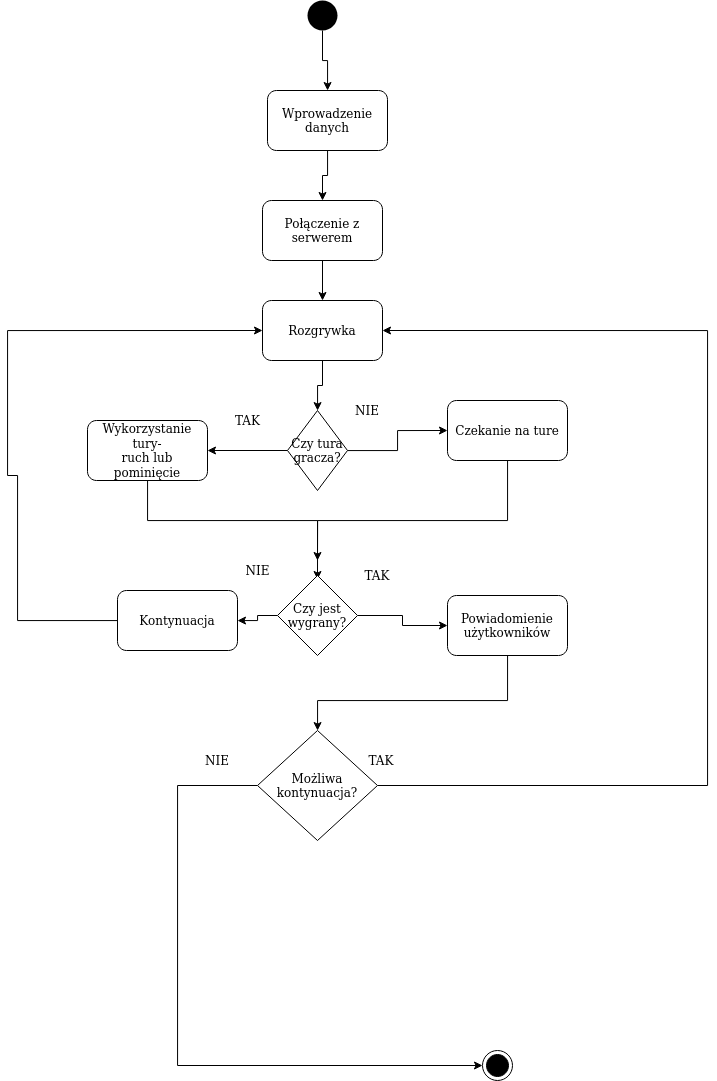 Wprowadzenie
danych
Połączenie z
serwerem
Rozgrywka
TAK
NIE
Wykorzystanie
tury-
ruch lub
pominięcie
Czy tura
gracza?
Czekanie na ture
NIE
TAK
Kontynuacja
Czy jest
wygrany?
Powiadomienie
użytkowników
NIE
TAK
Możliwa
kontynuacja?